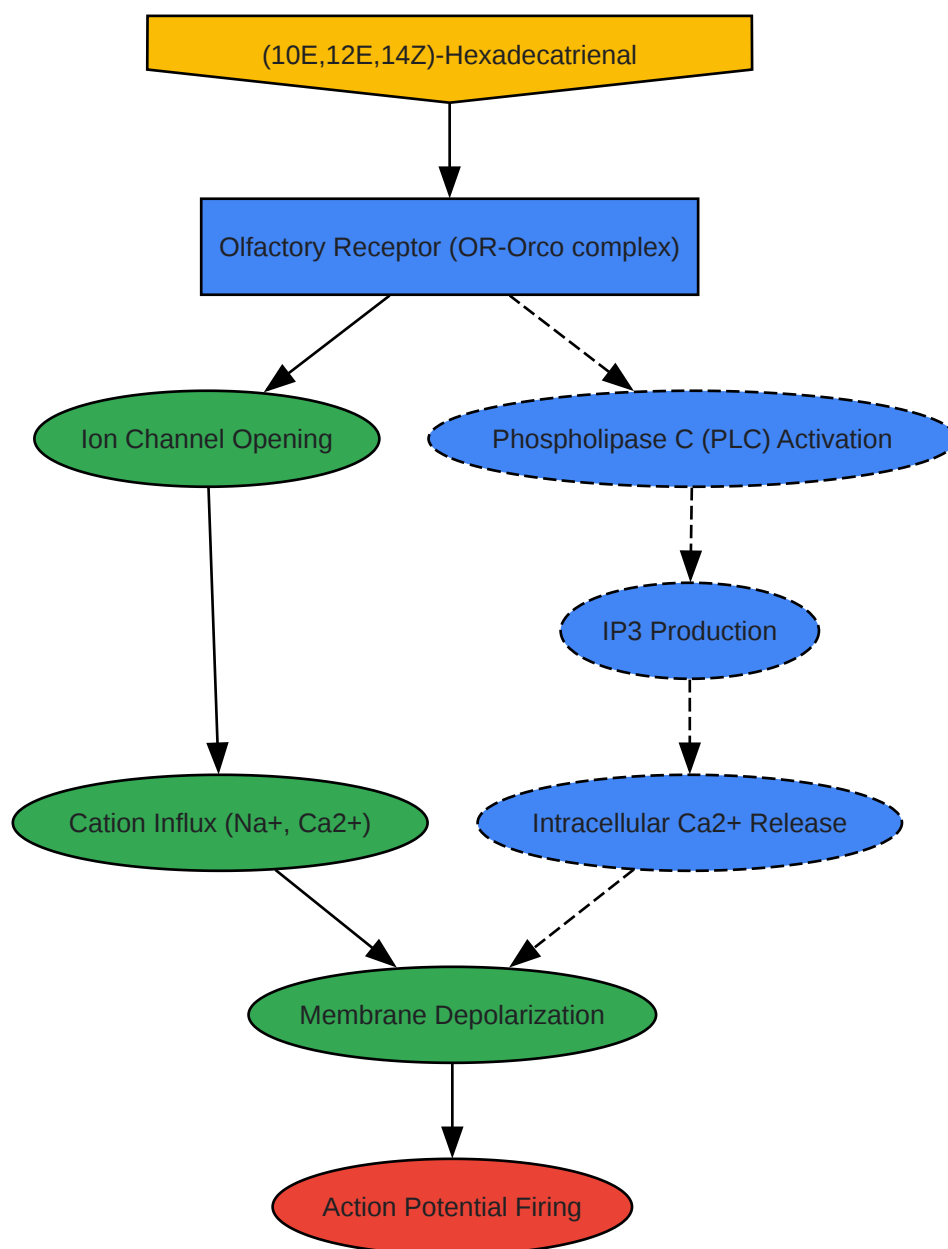 (10E,12E,14Z)-Hexadecatrienal
Olfactory Receptor (OR-Orco complex)
Ion Channel Opening
Phospholipase C (PLC) Activation
IP3 Production
Cation Influx (Na+, Ca2+)
Intracellular Ca2+ Release
Membrane Depolarization
Action Potential Firing